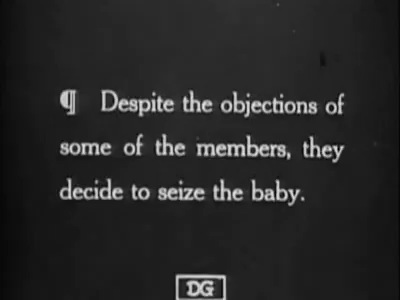 ¶ Despite the objections of
some of the members, they
decide to seize the baby.
DG